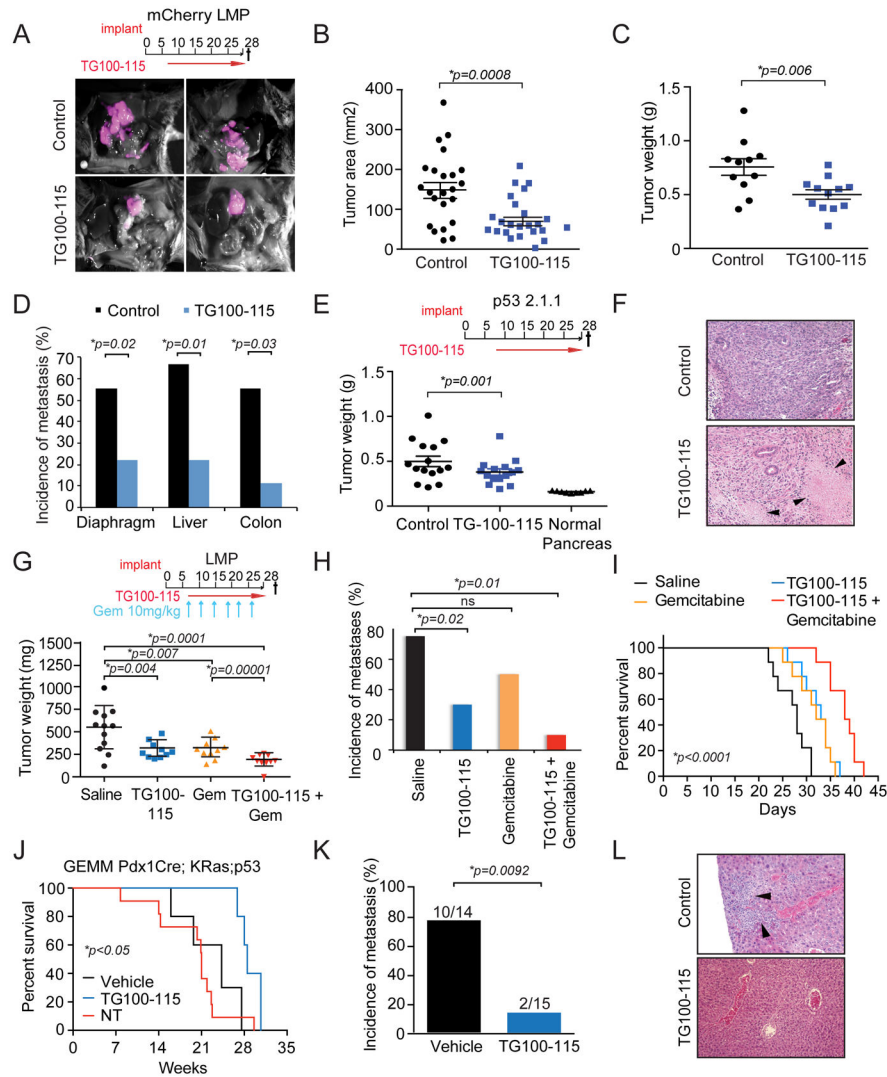 A
mCherry LMP
implant
0 5 10 15 20 25 28
TG100-115
Control
TG100-115
B
*p=0.0008
Tumor area (mm2)
400
300
200
100
0
Control TG100-115
C
*p=0.006
Tumor weight (g)
1.5
1.0
0.5
0
Control TG100-115
D
Control TG100-115
*p=0.02 *p=0.01 *p=0.03
Incidence of metastasis (%)
70
60
50
40
30
20
10
0
Diaphragm Liver Colon
E
p53 2.1.1
implant
0 5 10 15 20 25 28
TG100-115
*p=0.001
Tumor weight (g)
1.5
1.0
0.5
0
Control TG-100-115 Normal
Pancreas
F
Control
TG100-115
G
LMP
implant
0 5 10 15 20 25 28
TG100-115
Gem 10mg/kg
*p=0.0001
*p=0.007
*p=0.004 *p=0.00001
Tumor weight (mg)
1500
1250
1000
750
500
250
0
Saline TG100-
115 Gem TG100-115 +
Gem
H
*p=0.01
ns
*p=0.02
Incidence of metastases (%)
80
60
40
20
0
Saline
TG100-115
Gemcitabine
TG100-115 +
Gemcitabine
I
Saline TG100-115
Gemcitabine TG100-115 +
Gemcitabine
Percent survival
100
80
60
40
20
0
*p<0.0001
0 5 10 15 20 25 30 35 40 45
Days
J
GEMM Pdx1Cre; KRas;p53
Percent survival
100
80
60
40
20
0
*p<0.05
Vehicle
TG100-115
NT
0 7 14 21 28 35
Weeks
K
*p=0.0092
Incidence of metastasis (%)
100
80
60
40
20
0
10/14
2/15
Vehicle TG100-115
L
Control
TG100-115